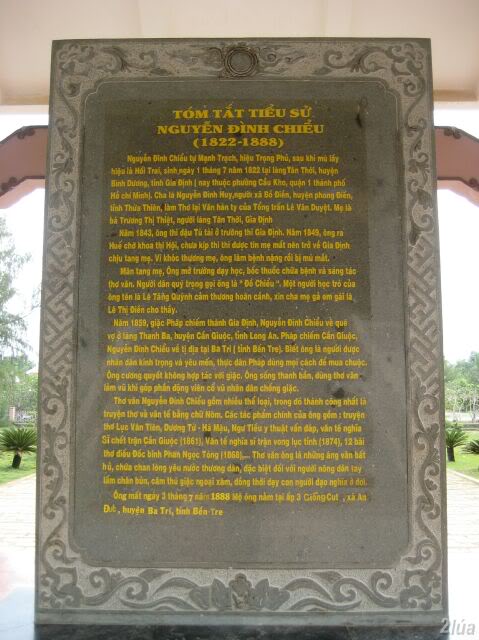 TÓM TẮT TIỂU SỬ
NGUYỄN ĐÌNH CHIỂU
(1822-1888)
Nguyễn Đình Chiểu tự Mạnh Trạch, hiệu Trọng Phủ, sau khi mù lấy
hiệu là Hối Trai, sinh ngày 1 tháng 7 năm 1822 tại làng Tân Thới, huyện
Bình Dương, tỉnh Gia Định ( nay thuộc phường Cầu Kho, quận 1 thành phố
Hồ chí Minh). Cha là Nguyễn Đình Huy, người xã Bồ Điền, huyện phong Điền,
tỉnh Thừa Thiên, làm Thơ lại Văn hàn ty của Tổng trấn Lê Văn Duyệt. Mẹ là
bà Trương Thị Thiệt, người làng Tân Thới, Gia Định
Năm 1843, ông thi đậu Tú tài ở trường thi Gia Định. Năm 1849, ông ra
Huế chờ khoa thi Hội, chưa kịp thi thì được tin mẹ mất nên trở về Gia Định
chịu tang mẹ. Vì khóc thương mẹ, ông lâm bệnh nặng rồi bị mù mắt.
Mãn tang mẹ, Ông mở trường dạy học, bốc thuốc chữa bệnh và sáng tác
thơ văn. Người dân quý trọng gọi ông là " Đồ Chiểu ". Một người học trò của
ông tên là Lê Tăng Quýnh cảm thương hoàn cảnh, xin cha mẹ gả em gái là
Lê Thị Điền cho thầy.
Năm 1859, giặc Pháp chiếm thành Gia Định, Nguyễn Đình Chiểu về quê
vợ ở làng Thanh Ba, huyện Cần Giuộc, tỉnh Long An. Pháp chiếm Cần Giuộc,
Nguyễn Đình Chiểu về tị địa tại Ba Tri ( tỉnh Bến Tre). Biết ông là người được
nhân dân kính trọng và yêu mến, thực dân Pháp dùng mọi cách để mua chuộc.
Ông cương quyết không hợp tác với giặc. Ông sống thanh bần, dùng thơ văn
làm vũ khí góp phần động viên cổ vũ nhân dân chống giặc.
Thơ văn Nguyễn Đình Chiểu gồm nhiều thể loại, trong đó thành công nhất là
truyện thơ và văn tế bằng chữ Nôm. Các tác phẩm chính của ông gồm : truyện
thơ Lục Vân Tiên, Dương Từ - Hà Mậu, Ngư Tiều y thuật vấn đáp, văn tế nghĩa
Sĩ chết trận Cần Giuộc (1861), Văn tế nghĩa sĩ trận vong lục tỉnh (1874), 12 bài
thơ điếu Đốc binh Phan Ngọc Tòng (1868),... Thơ văn ông là những áng văn bất
hủ, chứa chan lòng yêu nước thương dân, đặc biệt đối với người nông dân tay
lấm chân bùn, căm thù giặc ngoại xâm, đồng thời dạy con người đạo nghĩa ở đời.
Ông mất ngày 3 tháng 7 năm 1888 Mộ ông nằm tại ấp 3 Giồng Cụt , xã An
Đức , huyện Ba Tri, tỉnh Bến Tre
2lúa